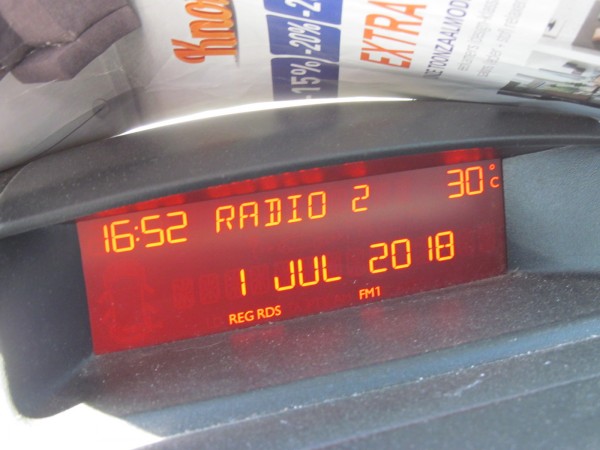 -15% -20% -2
EXTRA
16:52 RADIO 2 30°C
1 JUL 2018
REG RDS FM1